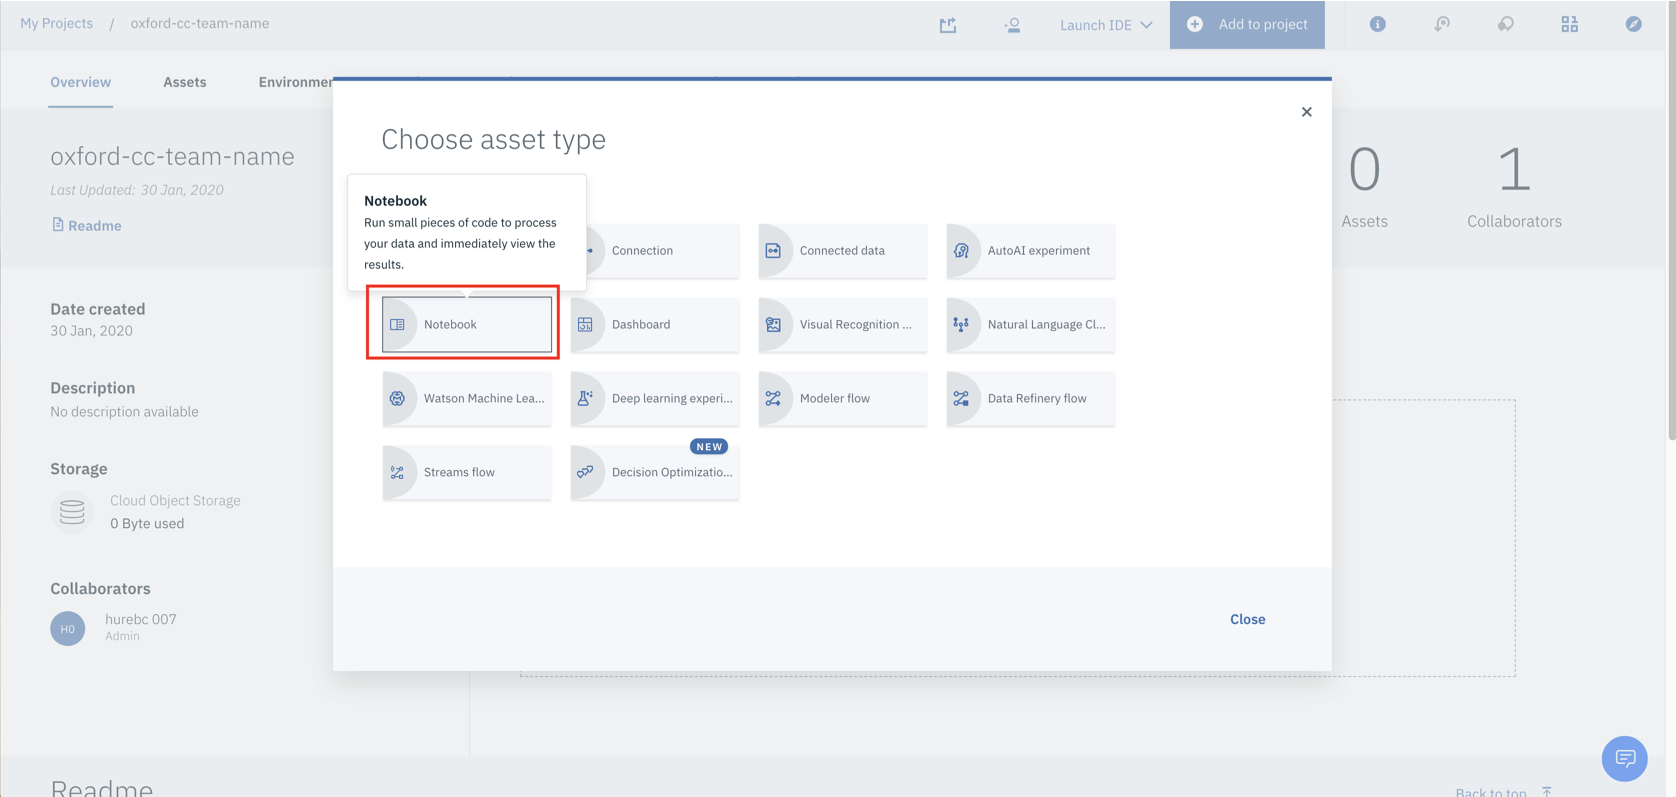 My Projects / oxford-cc-team-name
Launch IDE
Add to project
Overview
Assets
Choose asset type
oxford-cc-team-name
Last Updated: 30 Jan, 2020
Readme
0
Assets
1
Collaborators
Notebook
Run small pieces of code to process
your data and immediately view the
results.
Connection
Connected data
AutoAI experiment
Notebook
Dashboard
Visual Recognition ...
Natural Language Cl...
Watson Machine Lea...
Deep learning experi...
Modeler flow
Data Refinery flow
Streams flow
NEW
Decision Optimizatio...
Close
Date created
30 Jan, 2020
Description
No description available
Storage
Cloud Object Storage
0 Byte used
Collaborators
H0
hurebc 007
Admin
Readme
Back to top